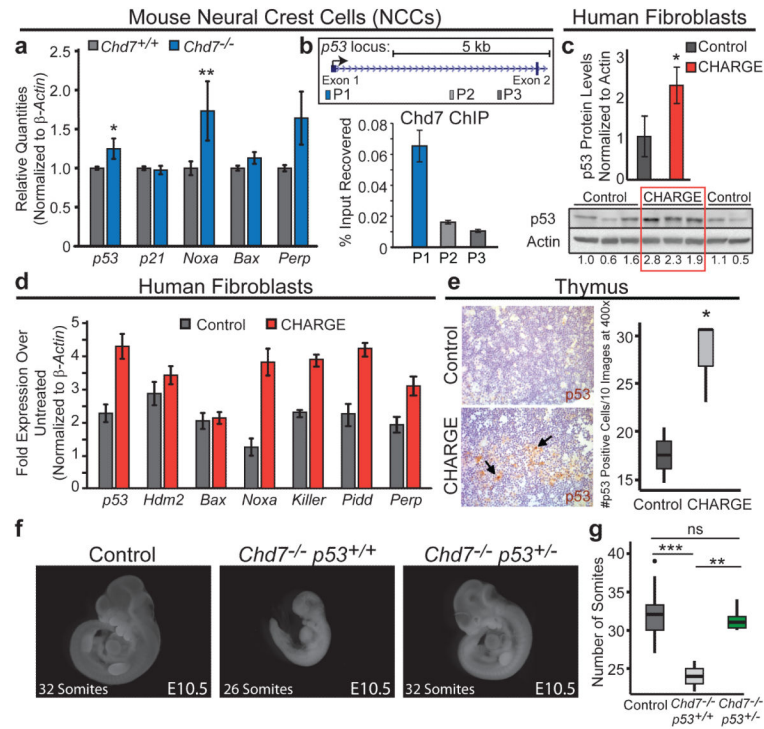 Mouse Neural Crest Cells (NCCs)
Human Fibroblasts
a
Chd7+/+ Chd7-/-
Relative Quantities
(Normalized to β-Actin)
2.5
2.0
1.5
1.0
0.5
0
*
**
p53 p21 Noxa Bax Perp
b
p53 locus: 5 kb
Exon 1 Exon 2
P1 P2 P3
Chd7 ChIP
% Input Recovered
0.08
0.06
0.04
0.02
0
P1 P2 P3
c
Control
CHARGE
p53 Protein Levels
Normalized to Actin
3
2
1
0
*
Control CHARGE Control
p53
Actin
1.0 0.6 1.6 2.8 2.3 1.9 1.1 0.5
d
Human Fibroblasts
Control CHARGE
Fold Expression Over
Untreated
(Normalized to β-Actin)
5
4
3
2
1
0
p53 Hdm2 Bax Noxa Killer Pidd Perp
e
Thymus
Control
p53
CHARGE
p53
#p53 Positive Cells/10 Images at 400x
30
25
20
15
*
Control CHARGE
f
Control Chd7-/- p53+/+ Chd7-/- p53+/-
32 Somites E10.5
26 Somites E10.5
32 Somites E10.5
g
ns
*** **
Number of Somites
35
30
25
Control Chd7-/- Chd7-/-
p53+/+ p53+/-